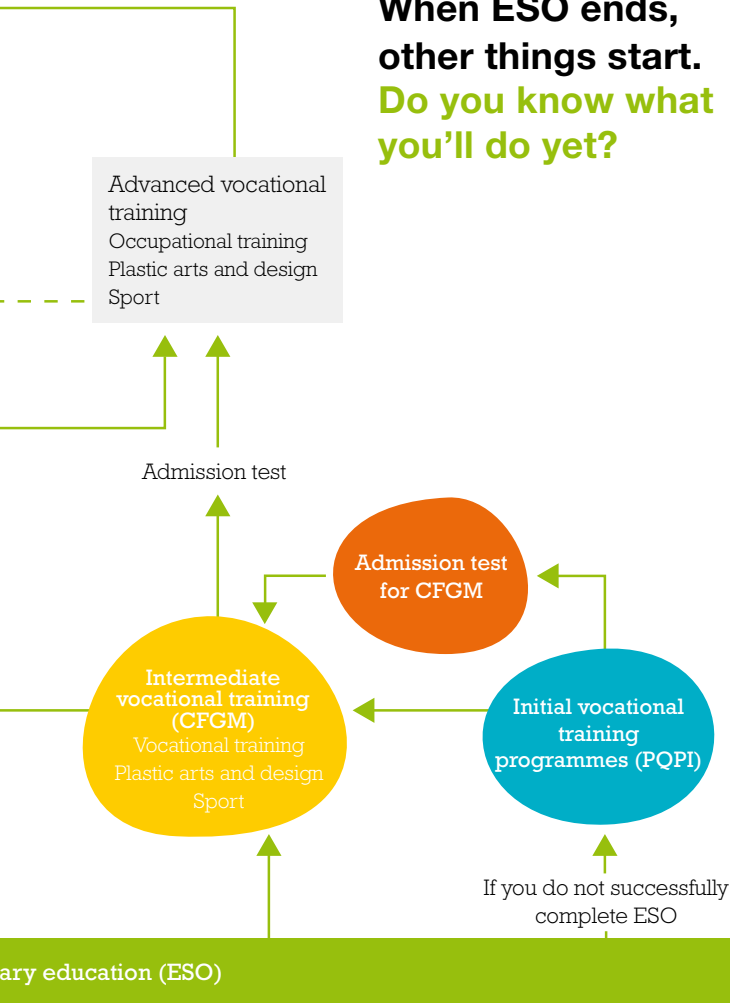 When ESO ends,
other things start.
Do you know what
you'll do yet?
Advanced vocational
training
Occupational training
Plastic arts and design
Sport
Admission test
Admission test
for CFGM
Intermediate
vocational training
(CFGM)
Vocational training
Plastic arts and design
Sport
Initial vocational
training
programmes (PQPI)
If you do not successfully
complete ESO
ary education (ESO)